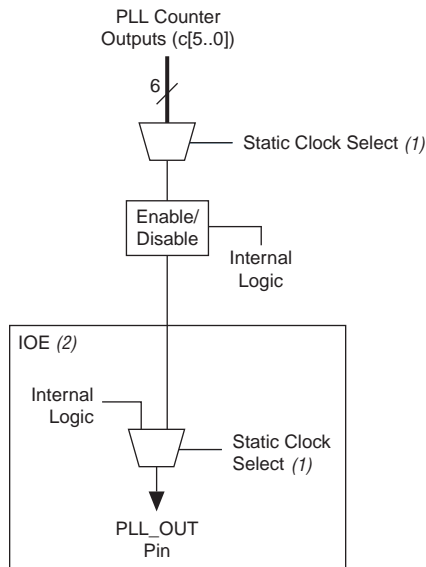 PLL Counter
Outputs (c[5..0])
6
Static Clock Select (1)
Enable/
Disable
Internal
Logic
IOE (2)
Internal
Logic
Static Clock
Select (1)
PLL_OUT
Pin